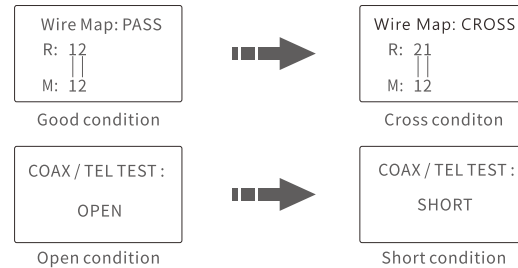 Wire Map: PASS
R: 12
M: 12
Good condition
Wire Map: CROSS
R: 21
M: 12
Cross conditon
COAX / TEL TEST :
OPEN
Open condition
COAX / TEL TEST :
SHORT
Short condition